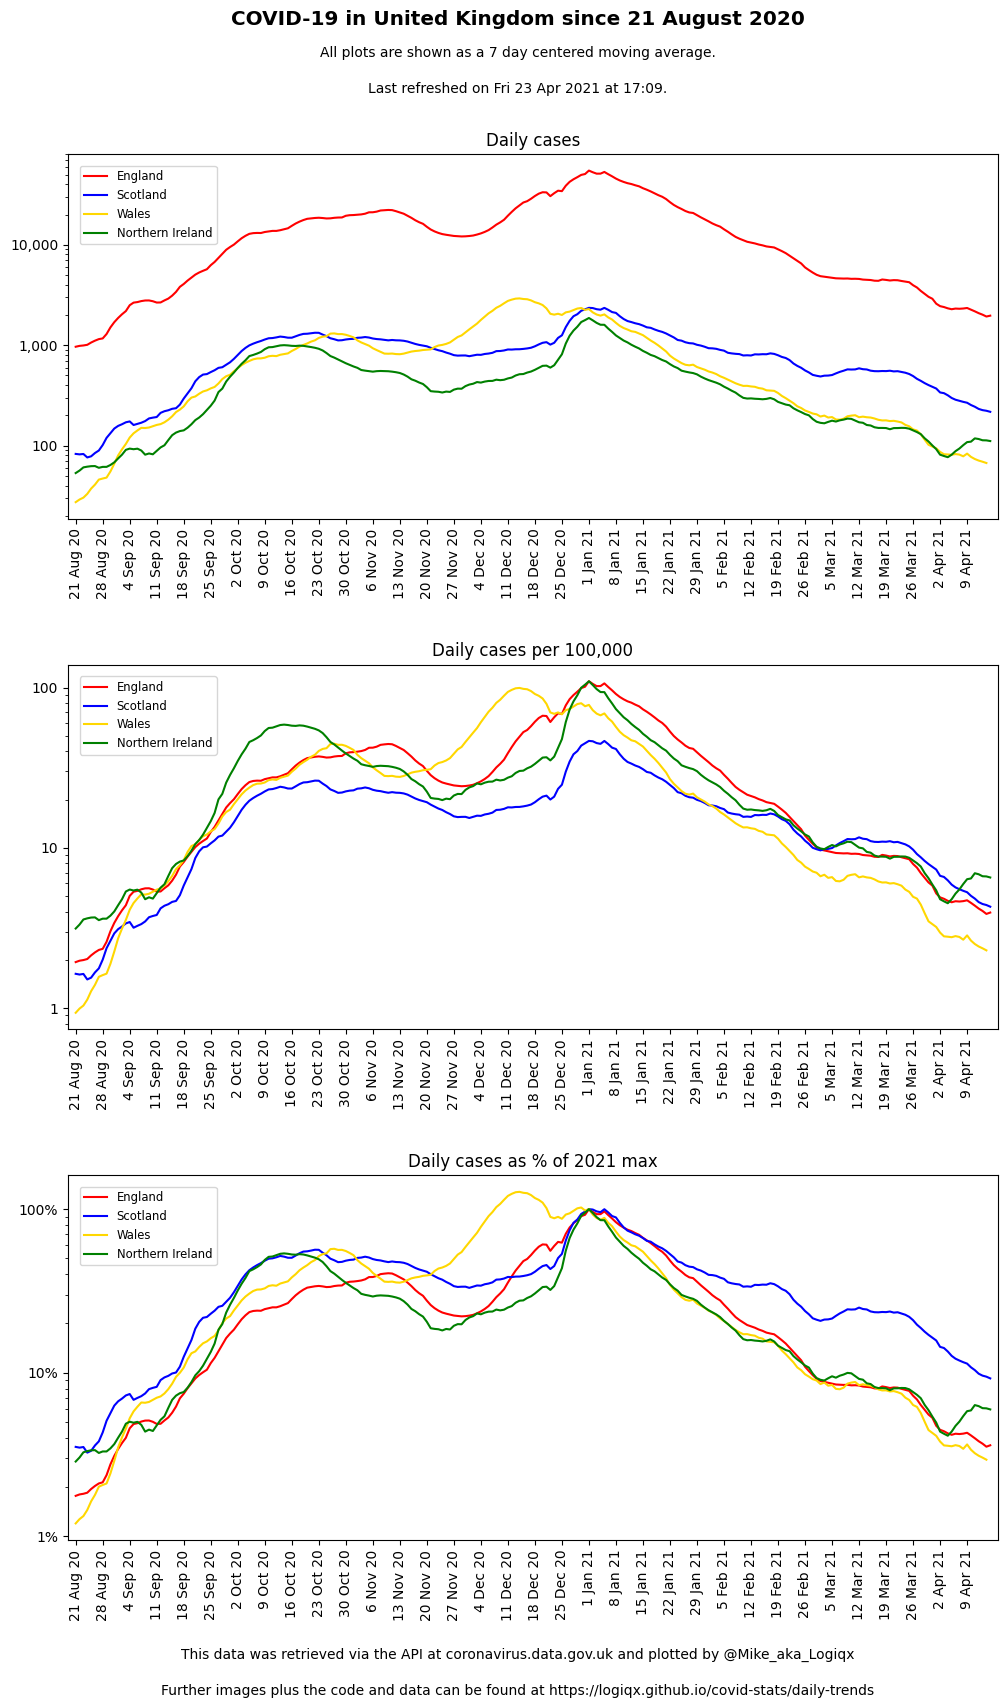 COVID-19 in United Kingdom since 21 August 2020
All plots are shown as a 7 day centered moving average.
Last refreshed on Fri 23 Apr 2021 at 17:09.
Daily cases
England
Scotland
Wales
Northern Ireland
10,000
1,000
100
21 Aug 20
28 Aug 20
4 Sep 20
11 Sep 20
18 Sep 20
25 Sep 20
2 Oct 20
9 Oct 20
16 Oct 20
23 Oct 20
30 Oct 20
6 Nov 20
13 Nov 20
20 Nov 20
27 Nov 20
4 Dec 20
11 Dec 20
18 Dec 20
25 Dec 20
1 Jan 21
8 Jan 21
15 Jan 21
22 Jan 21
29 Jan 21
5 Feb 21
12 Feb 21
19 Feb 21
26 Feb 21
5 Mar 21
12 Mar 21
19 Mar 21
26 Mar 21
2 Apr 21
9 Apr 21
Daily cases per 100,000
England
Scotland
Wales
Northern Ireland
100
10
1
21 Aug 20
28 Aug 20
4 Sep 20
11 Sep 20
18 Sep 20
25 Sep 20
2 Oct 20
9 Oct 20
16 Oct 20
23 Oct 20
30 Oct 20
6 Nov 20
13 Nov 20
20 Nov 20
27 Nov 20
4 Dec 20
11 Dec 20
18 Dec 20
25 Dec 20
1 Jan 21
8 Jan 21
15 Jan 21
22 Jan 21
29 Jan 21
5 Feb 21
12 Feb 21
19 Feb 21
26 Feb 21
5 Mar 21
12 Mar 21
19 Mar 21
26 Mar 21
2 Apr 21
9 Apr 21
Daily cases as % of 2021 max
England
Scotland
Wales
Northern Ireland
100%
10%
1%
21 Aug 20
28 Aug 20
4 Sep 20
11 Sep 20
18 Sep 20
25 Sep 20
2 Oct 20
9 Oct 20
16 Oct 20
23 Oct 20
30 Oct 20
6 Nov 20
13 Nov 20
20 Nov 20
27 Nov 20
4 Dec 20
11 Dec 20
18 Dec 20
25 Dec 20
1 Jan 21
8 Jan 21
15 Jan 21
22 Jan 21
29 Jan 21
5 Feb 21
12 Feb 21
19 Feb 21
26 Feb 21
5 Mar 21
12 Mar 21
19 Mar 21
26 Mar 21
2 Apr 21
9 Apr 21
This data was retrieved via the API at coronavirus.data.gov.uk and plotted by @Mike_aka_Logiqx
Further images plus the code and data can be found at https://logiqx.github.io/covid-stats/daily-trends